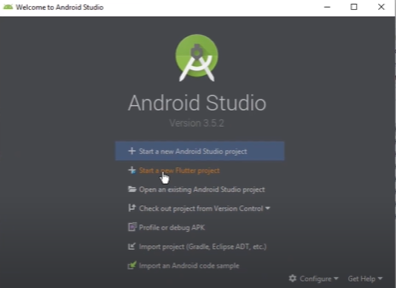 Welcome to Android Studio
Android Studio
Version 3.5.2
Start a new Android Studio project
Start a new Flutter project
Open an existing Android Studio project
Check out project from Version Control
Profile or debug APK
Import project (Gradle, Eclipse ADT, etc.)
Import an Android code sample
Configure Get Help